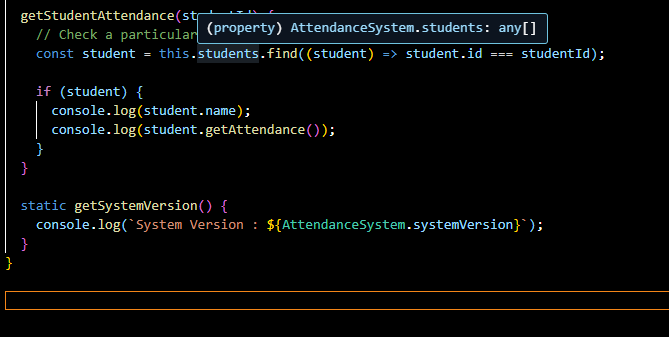 getStudentAttendance(st
(property) AttendanceSystem.students: any[]
// Check a particular
const student = this.students.find((student) => student.id === studentId);
if (student) {
console.log(student.name);
console.log(student.getAttendance());
}
}
static getSystemVersion() {
console.log(`System Version : ${AttendanceSystem.systemVersion}`);
}
}